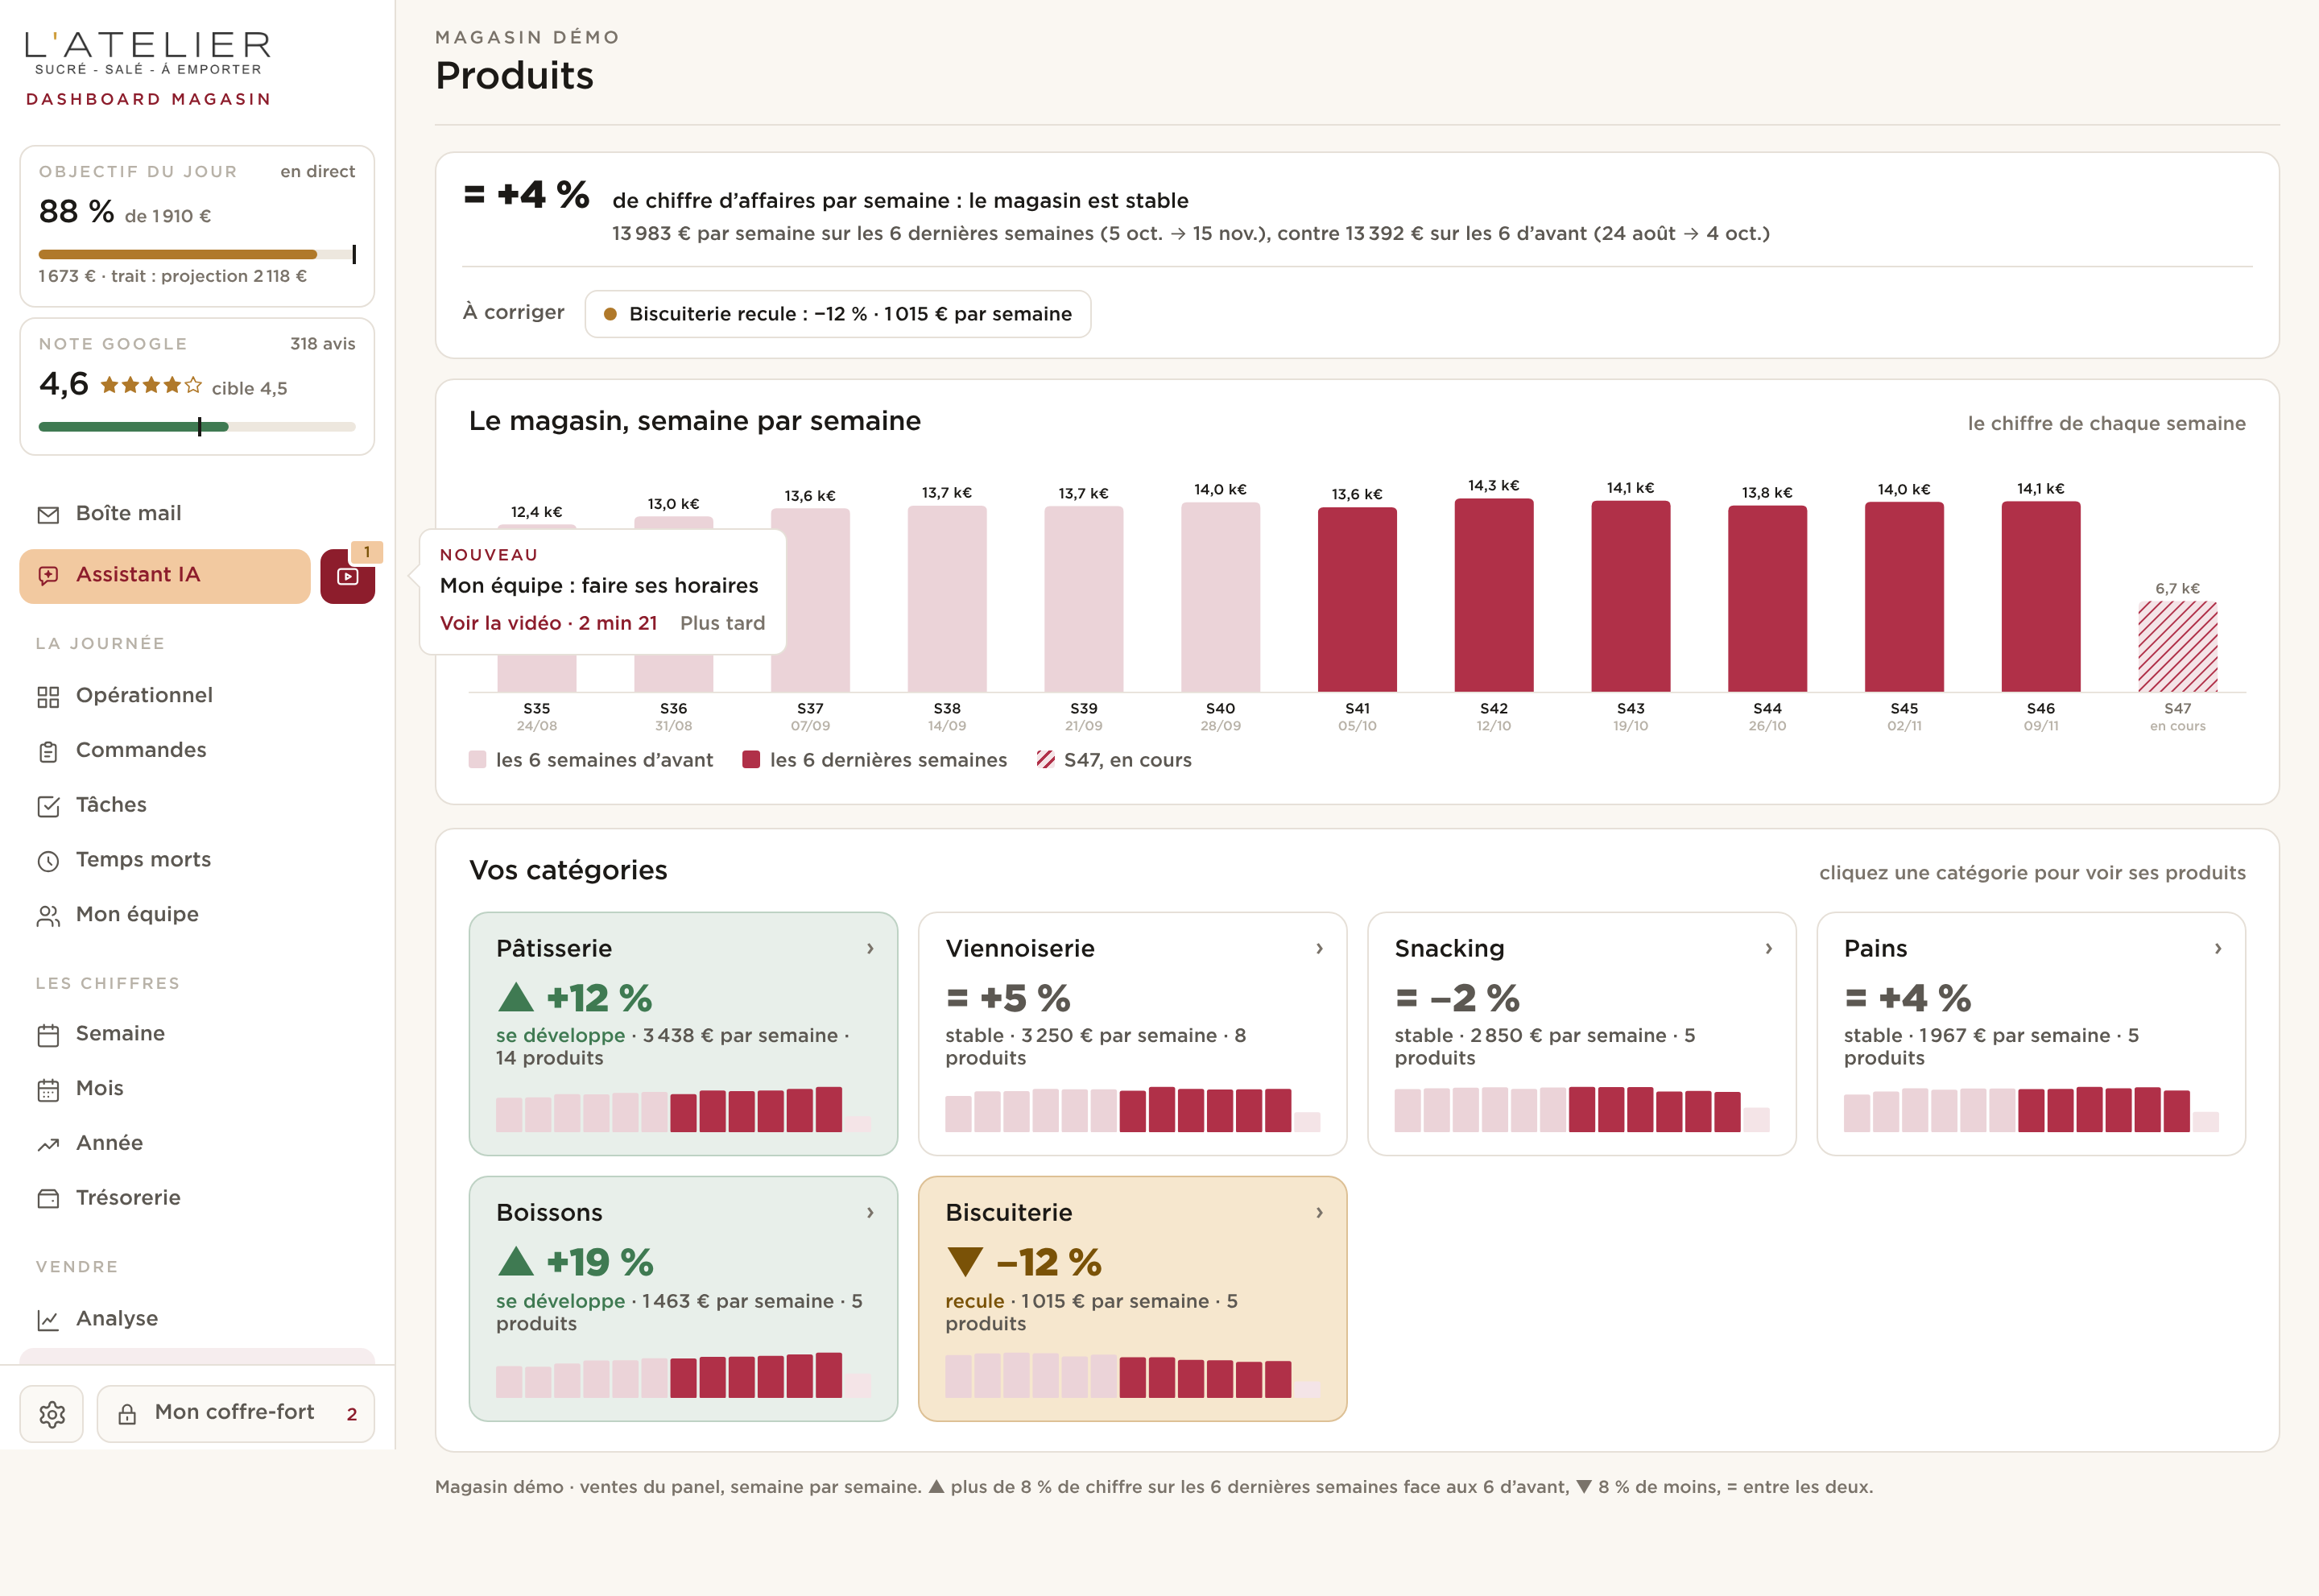 L'ATELIER
SUCRÉ - SALÉ - Á EMPORTER
DASHBOARD MAGASIN
OBJECTIF DU JOUR en direct
88 % de 1 910 €
1 673 € · trait : projection 2 118 €
NOTE GOOGLE 318 avis
4,6 cible 4,5
Boîte mail
Assistant IA 1
LA JOURNÉE
Opérationnel
Commandes
Tâches
Temps morts
Mon équipe
LES CHIFFRES
Semaine
Mois
Année
Trésorerie
VENDRE
Analyse
Mon coffre-fort 2
MAGASIN DÉMO
Produits
= +4 % de chiffre d’affaires par semaine : le magasin est stable
13 983 € par semaine sur les 6 dernières semaines (5 oct. → 15 nov.), contre 13 392 € sur les 6 d’avant (24 août → 4 oct.)
À corriger Biscuiterie recule : −12 % · 1 015 € par semaine
Le magasin, semaine par semaine le chiffre de chaque semaine
12,4 k€ 13,0 k€ 13,6 k€ 13,7 k€ 13,7 k€ 14,0 k€ 13,6 k€ 14,3 k€ 14,1 k€ 13,8 k€ 14,0 k€ 14,1 k€ 6,7 k€
NOUVEAU
Mon équipe : faire ses horaires
Voir la vidéo · 2 min 21 Plus tard
S35 S36 S37 S38 S39 S40 S41 S42 S43 S44 S45 S46 S47
24/08 31/08 07/09 14/09 21/09 28/09 05/10 12/10 19/10 26/10 02/11 09/11 en cours
les 6 semaines d’avant les 6 dernières semaines S47, en cours
Vos catégories cliquez une catégorie pour voir ses produits
Pâtisserie ›
▲ +12 %
se développe · 3 438 € par semaine ·
14 produits
Viennoiserie ›
= +5 %
stable · 3 250 € par semaine · 8
produits
Snacking ›
= −2 %
stable · 2 850 € par semaine · 5
produits
Pains ›
= +4 %
stable · 1 967 € par semaine · 5
produits
Boissons ›
▲ +19 %
se développe · 1 463 € par semaine · 5
produits
Biscuiterie ›
▼ −12 %
recule · 1 015 € par semaine · 5
produits
Magasin démo · ventes du panel, semaine par semaine. ▲ plus de 8 % de chiffre sur les 6 dernières semaines face aux 6 d’avant, ▼ 8 % de moins, = entre les deux.